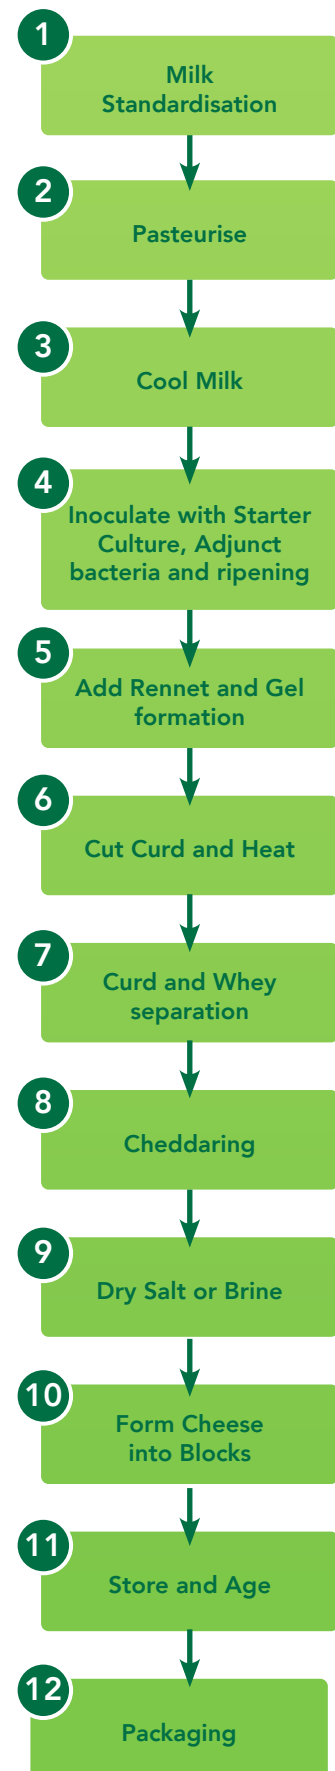 1
Milk
Standardisation
2
Pasteurise
3
Cool Milk
4
Inoculate with Starter
Culture, Adjunct
bacteria and ripening
5
Add Rennet and Gel
formation
6
Cut Curd and Heat
7
Curd and Whey
separation
8
Cheddaring
9
Dry Salt or Brine
10
Form Cheese
into Blocks
11
Store and Age
12
Packaging